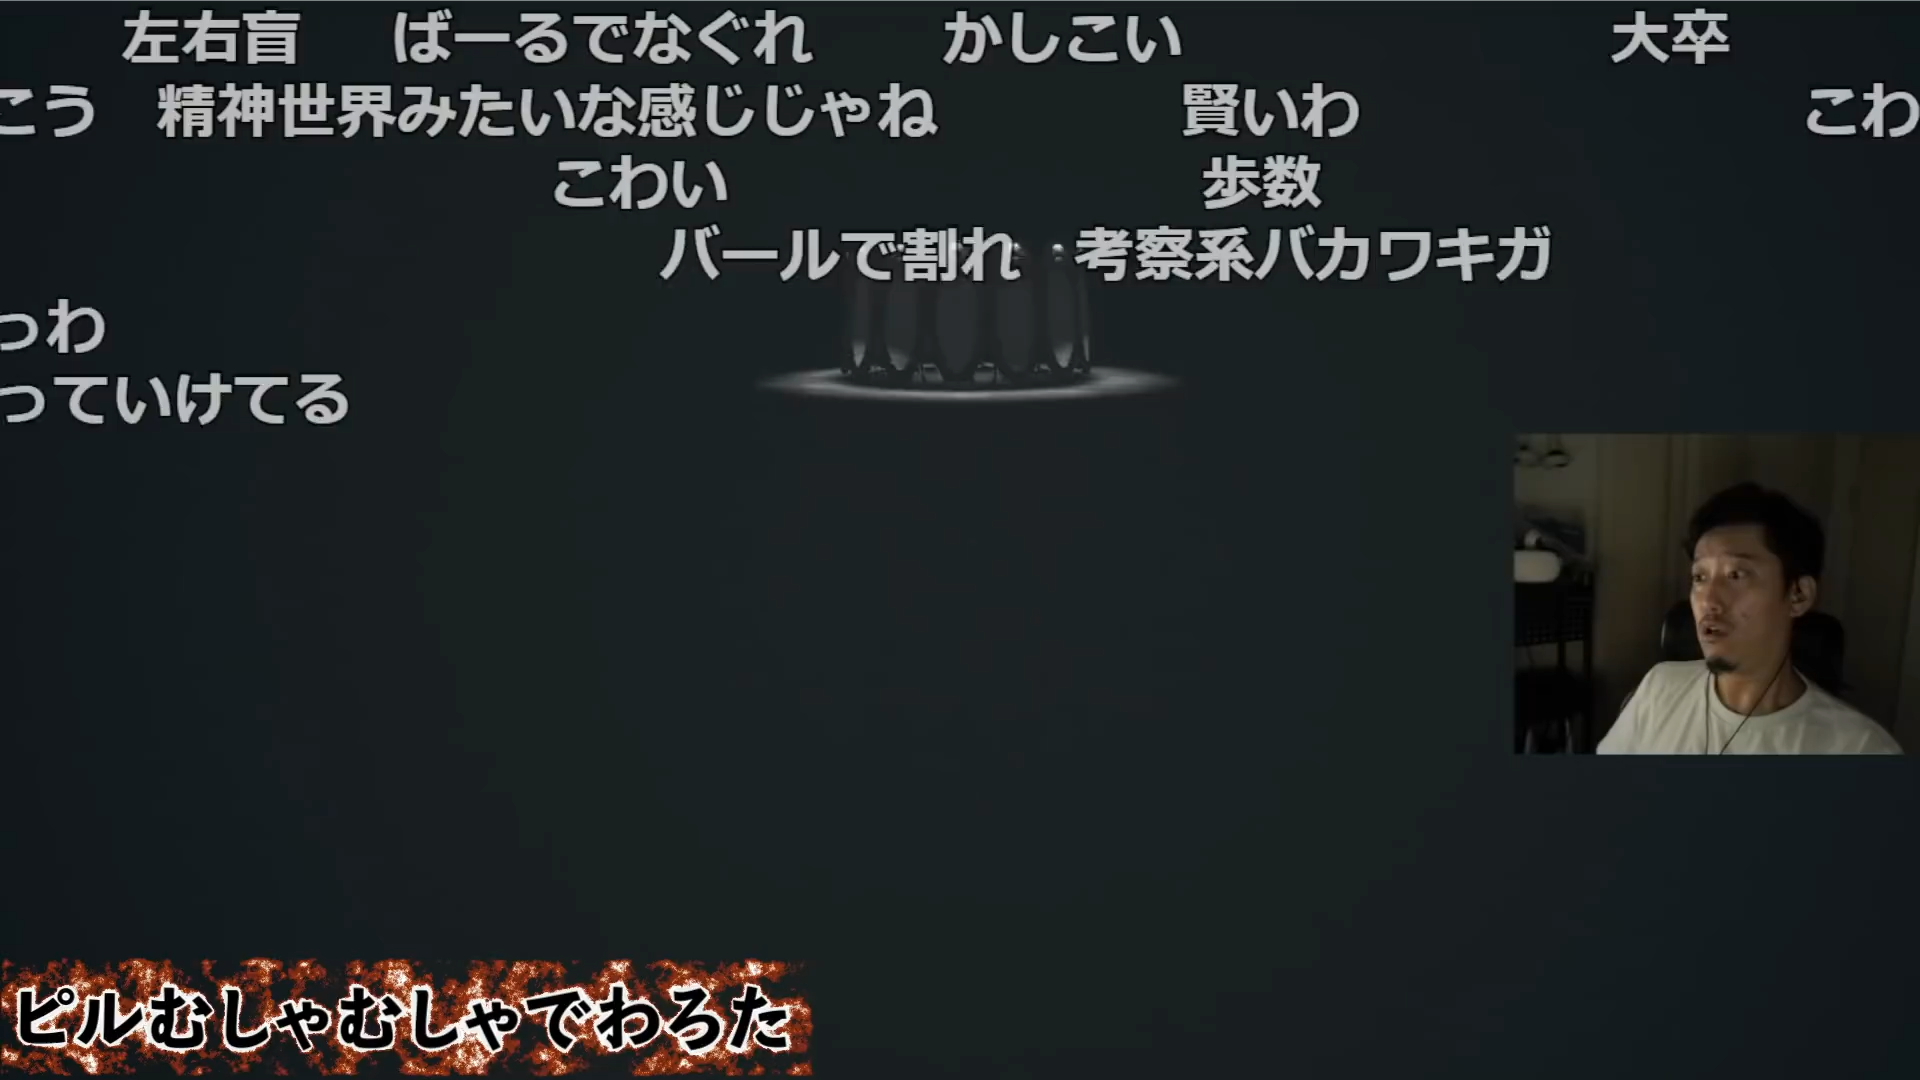 左右盲 ばーるでなぐれ かしこい 大卒
こう 精神世界みたいな感じじゃね 賢いわ こわ
こわい 歩数
バールで割れ 考察系バカワキガ
っわ
っていけてる
ピルむしゃむしゃでわろた